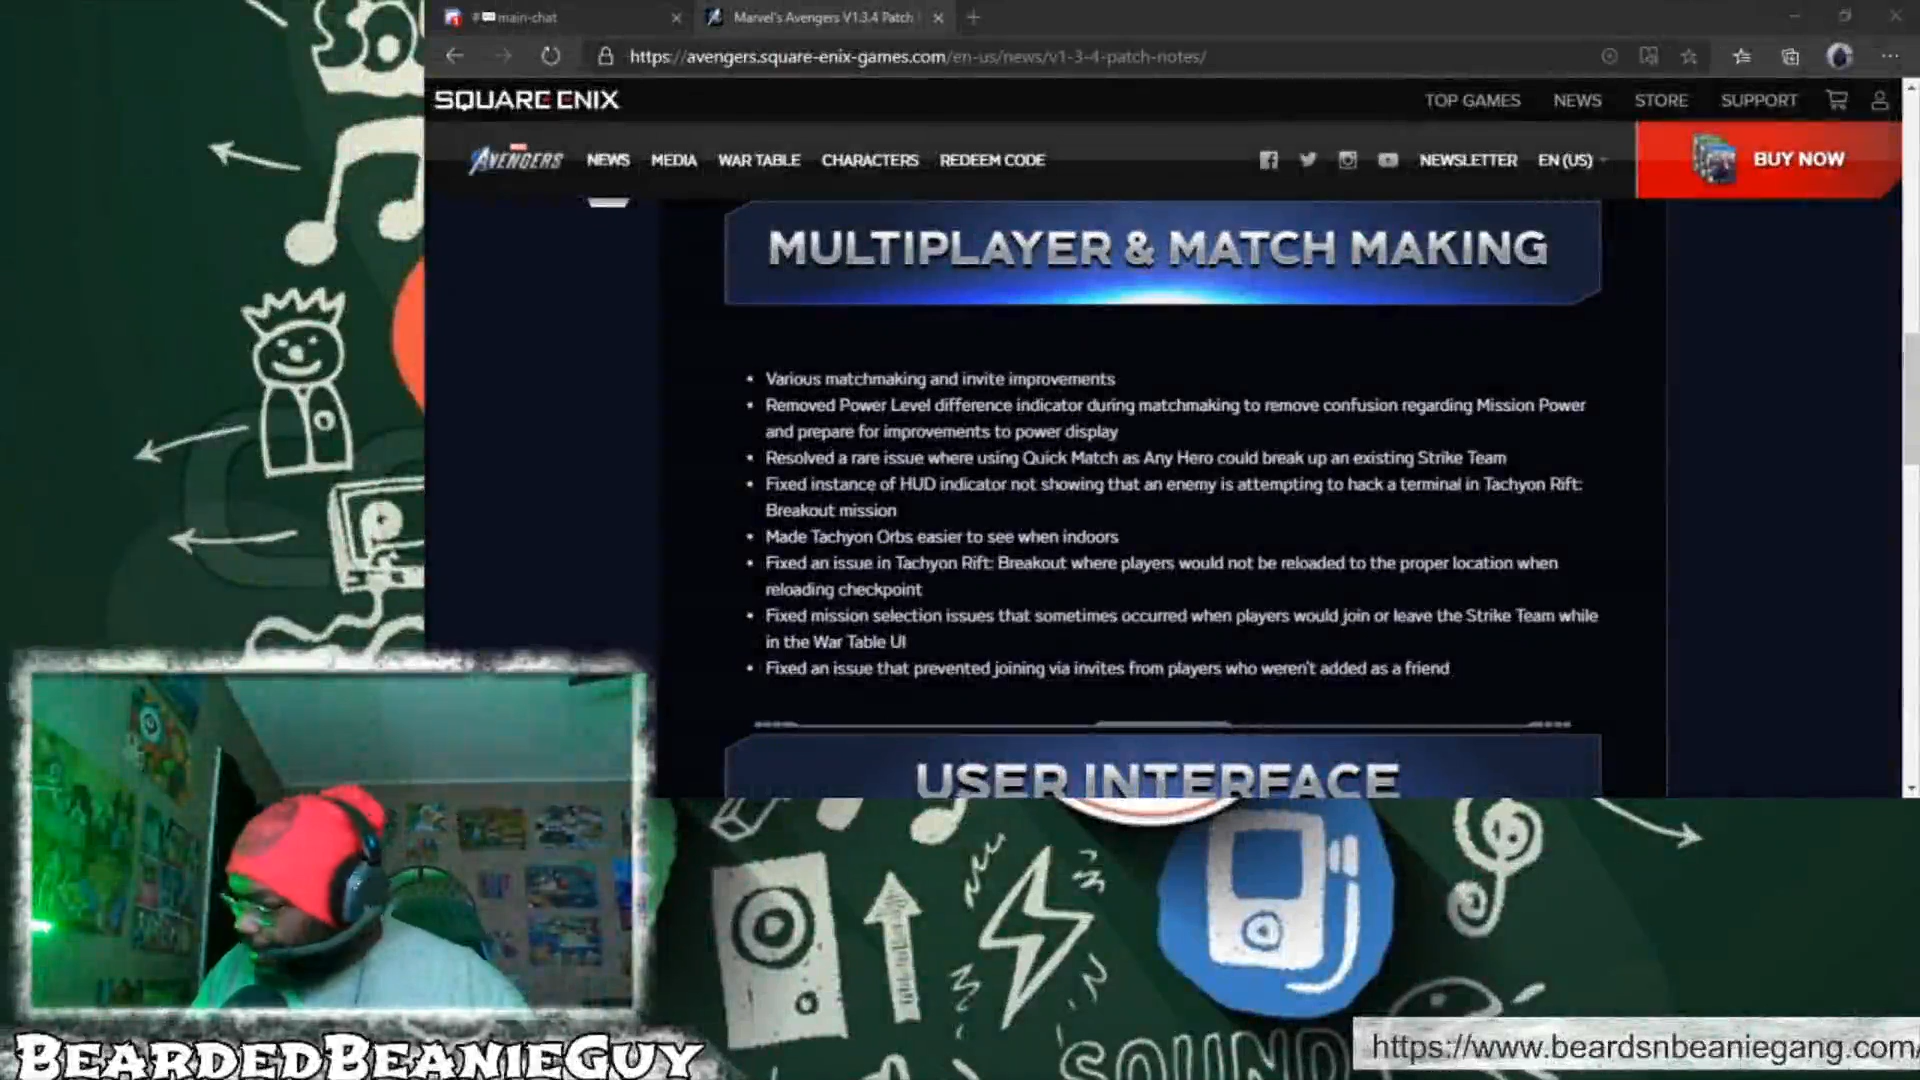 main-chat
Marvel's Avengers V1.3.4 Patch
https://avengers.square-enix-games.com/en-us/news/v1-3-4-patch-notes/
SQUARE ENIX
TOP GAMES NEWS STORE SUPPORT
MARVEL
AVENGERS NEWS MEDIA WAR TABLE CHARACTERS REDEEM CODE NEWSLETTER EN (US) BUY NOW
MULTIPLAYER & MATCH MAKING
• Various matchmaking and invite improvements
• Removed Power Level difference indicator during matchmaking to remove confusion regarding Mission Power
and prepare for improvements to power display
• Resolved a rare issue where using Quick Match as Any Hero could break up an existing Strike Team
• Fixed instance of HUD indicator not showing that an enemy is attempting to hack a terminal in Tachyon Rift:
Breakout mission
• Made Tachyon Orbs easier to see when indoors
• Fixed an issue in Tachyon Rift: Breakout where players would not be reloaded to the proper location when
reloading checkpoint
• Fixed mission selection issues that sometimes occurred when players would join or leave the Strike Team while
in the War Table UI
• Fixed an issue that prevented joining via invites from players who weren't added as a friend
USER INTERFACE
SOUND
BEARDEDBEANIEGUY
https://www.beardsnbeaniegang.com/